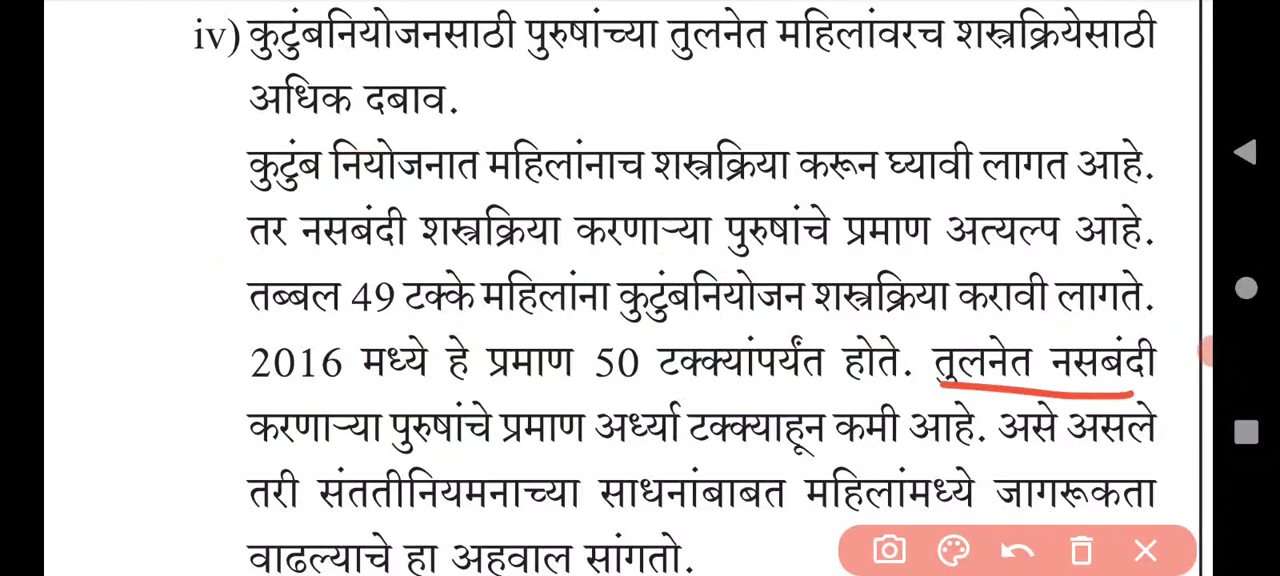 iv) कुटुंबनियोजनसाठी पुरुषांच्या तुलनेत महिलांवरच शस्त्रक्रियेसाठी
अधिक दबाव.
कुटुंब नियोजनात महिलांनाच शस्त्रक्रिया करून घ्यावी लागत आहे.
तर नसबंदी शस्त्रक्रिया करणाऱ्या पुरुषांचे प्रमाण अत्यल्प आहे.
तब्बल 49 टक्के महिलांना कुटुंबनियोजन शस्त्रक्रिया करावी लागते.
2016 मध्ये हे प्रमाण 50 टक्क्यांपर्यंत होते. तुलनेत नसबंदी
करणाऱ्या पुरुषांचे प्रमाण अर्ध्या टक्क्याहून कमी आहे. असे असले
तरी संततीनियमनाच्या साधनांबाबत महिलांमध्ये जागरूकता
वाढल्याचे हा अहवाल सांगतो.